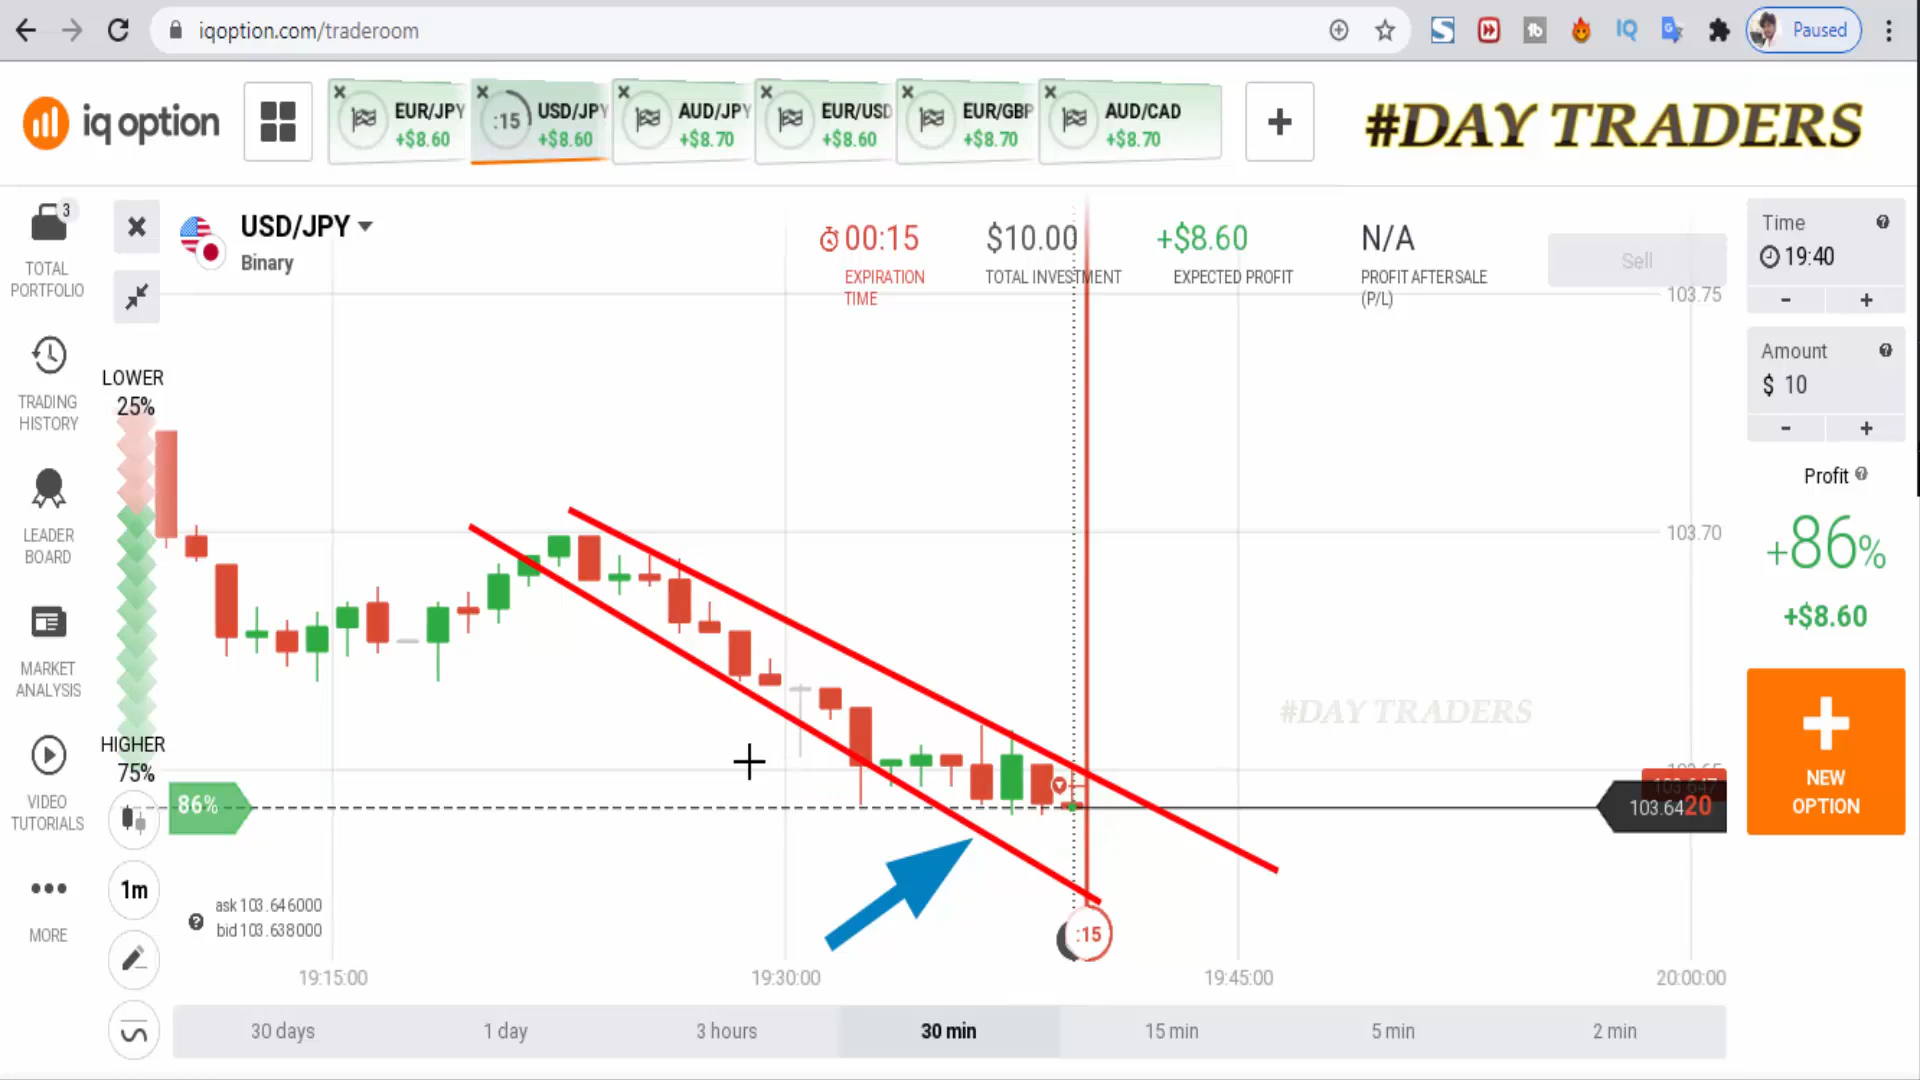 iqoption.com/traderoom
Paused
iq option
EUR/JPY
+$8.60
:15
USD/JPY
+$8.60
AUD/JPY
+$8.70
EUR/USD
+$8.60
EUR/GBP
+$8.70
AUD/CAD
+$8.70
#DAY TRADERS
3
TOTAL
PORTFOLIO
TRADING
HISTORY
LEADER
BOARD
MARKET
ANALYSIS
VIDEO
TUTORIALS
MORE
USD/JPY
Binary
00:15
EXPIRATION
TIME
$10.00
TOTAL INVESTMENT
+$8.60
EXPECTED PROFIT
N/A
PROFIT AFTER SALE
(P/L)
Sell
103.75
103.70
103.65
103.647
103.6420
LOWER
25%
HIGHER
75%
86%
1m
ask 103.646000
bid 103.638000
#DAY TRADERS
:15
19:15:00
19:30:00
19:45:00
20:00:00
30 days
1 day
3 hours
30 min
15 min
5 min
2 min
Time
19:40
- +
Amount
$ 10
- +
Profit
+86%
+$8.60
NEW
OPTION